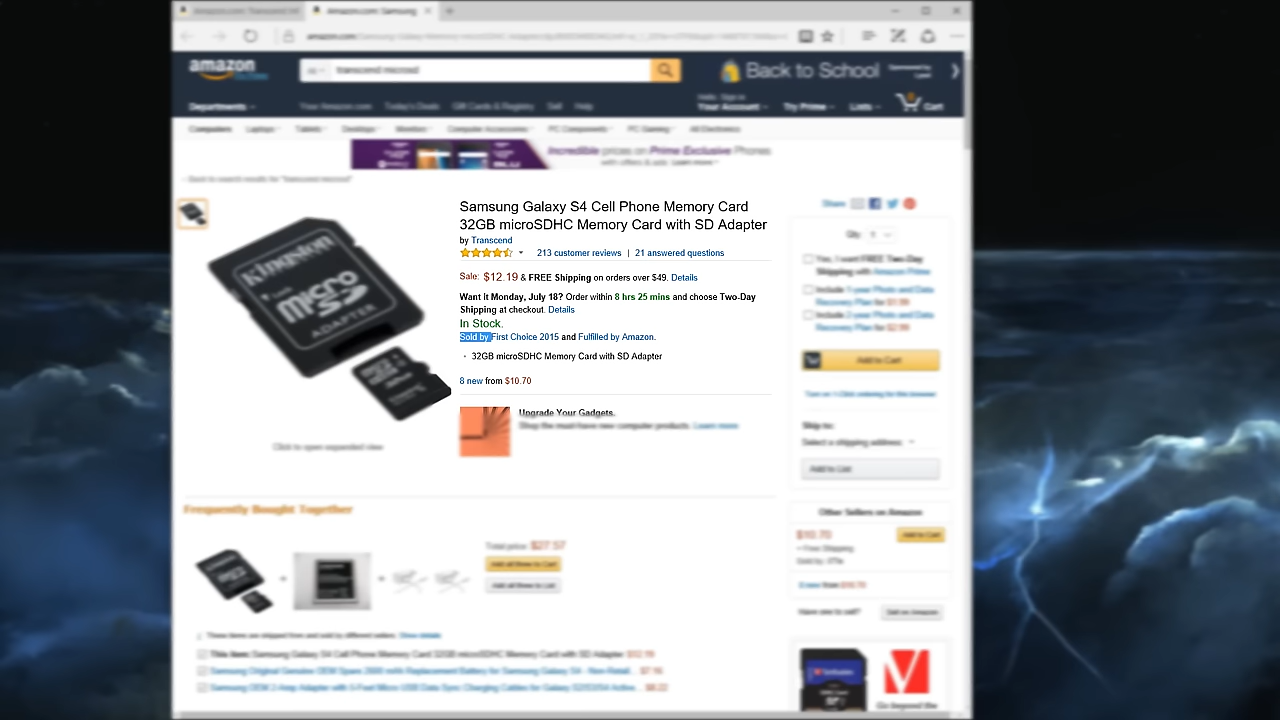 Amazon.com: Samsung
amazon
transcend microsd
Back to School
Departments
Your Amazon.com Today's Deals Gift Cards & Registry Sell Help
Hello. Sign in
Your Account
Try Prime
Lists
Cart
Computers Laptops Tablets Desktops Monitors Computer Accessories PC Components PC Gaming All Electronics
Incredible prices on Prime Exclusive Phones
with offers & ads. Learn more
BLU
Back to search results for "transcend microsd"
Kingston
MICRO
SD
ADAPTER
Click to open expanded view
Samsung Galaxy S4 Cell Phone Memory Card
32GB microSDHC Memory Card with SD Adapter
by Transcend
213 customer reviews | 21 answered questions
Sale: $12.19 & FREE Shipping on orders over $49. Details
Want it Monday, July 18? Order within 8 hrs 25 mins and choose Two-Day
Shipping at checkout. Details
In Stock.
Sold by First Choice 2015 and Fulfilled by Amazon.
• 32GB microSDHC Memory Card with SD Adapter
8 new from $10.70
Upgrade Your Gadgets.
Shop the must-have new computer products. Learn more
Share
Qty: 1
Yes, I want FREE Two-Day
Shipping with Amazon Prime
Include 1-year Photo and Data
Recovery Plan for $1.99
Include 2-year Photo and Data
Recovery Plan for $2.99
Add to Cart
Turn on 1-Click ordering for this browser
Ship to:
Select a shipping address:
Add to List
Other Sellers on Amazon
$10.70
Add to Cart
+ Free Shipping
8 new from $10.70
Have one to sell?
Sell on Amazon
Frequently Bought Together
Total price: $27.57
Add all three to Cart
Add all three to List
These items are shipped from and sold by different sellers. Show details
This item: Samsung Galaxy S4 Cell Phone Memory Card 32GB microSDHC Memory Card with SD Adapter $12.19
Samsung Original Genuine OEM Spare 2600 mAh Replacement Battery for Samsung Galaxy S4 - Non-Retail... $7.16
Samsung OEM 2-Amp Adapter with 5-Feet Micro USB Data Sync Charging Cables for Galaxy S2/S3/S4 Active... $8.22
Go beyond the